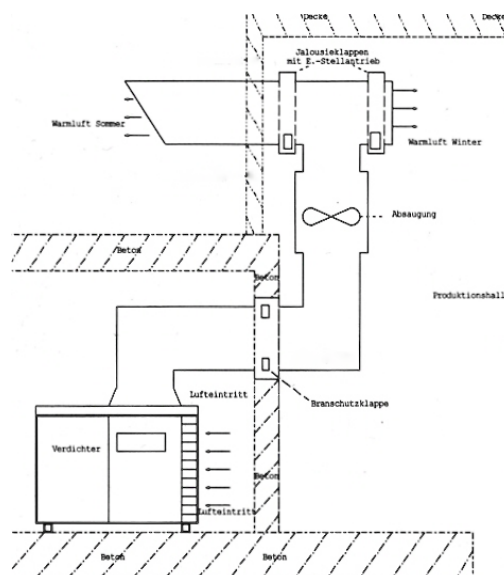 Decke
Decke
Jalousieklappen
mit E.-Stellantrieb
Warmluft Sommer
Warmluft Winter
Absaugung
Beton
Beton
Produktionshall
Lufteintritt
Branschutzklappe
Verdichter
Beton
Lufteintritt
Beton
Beton